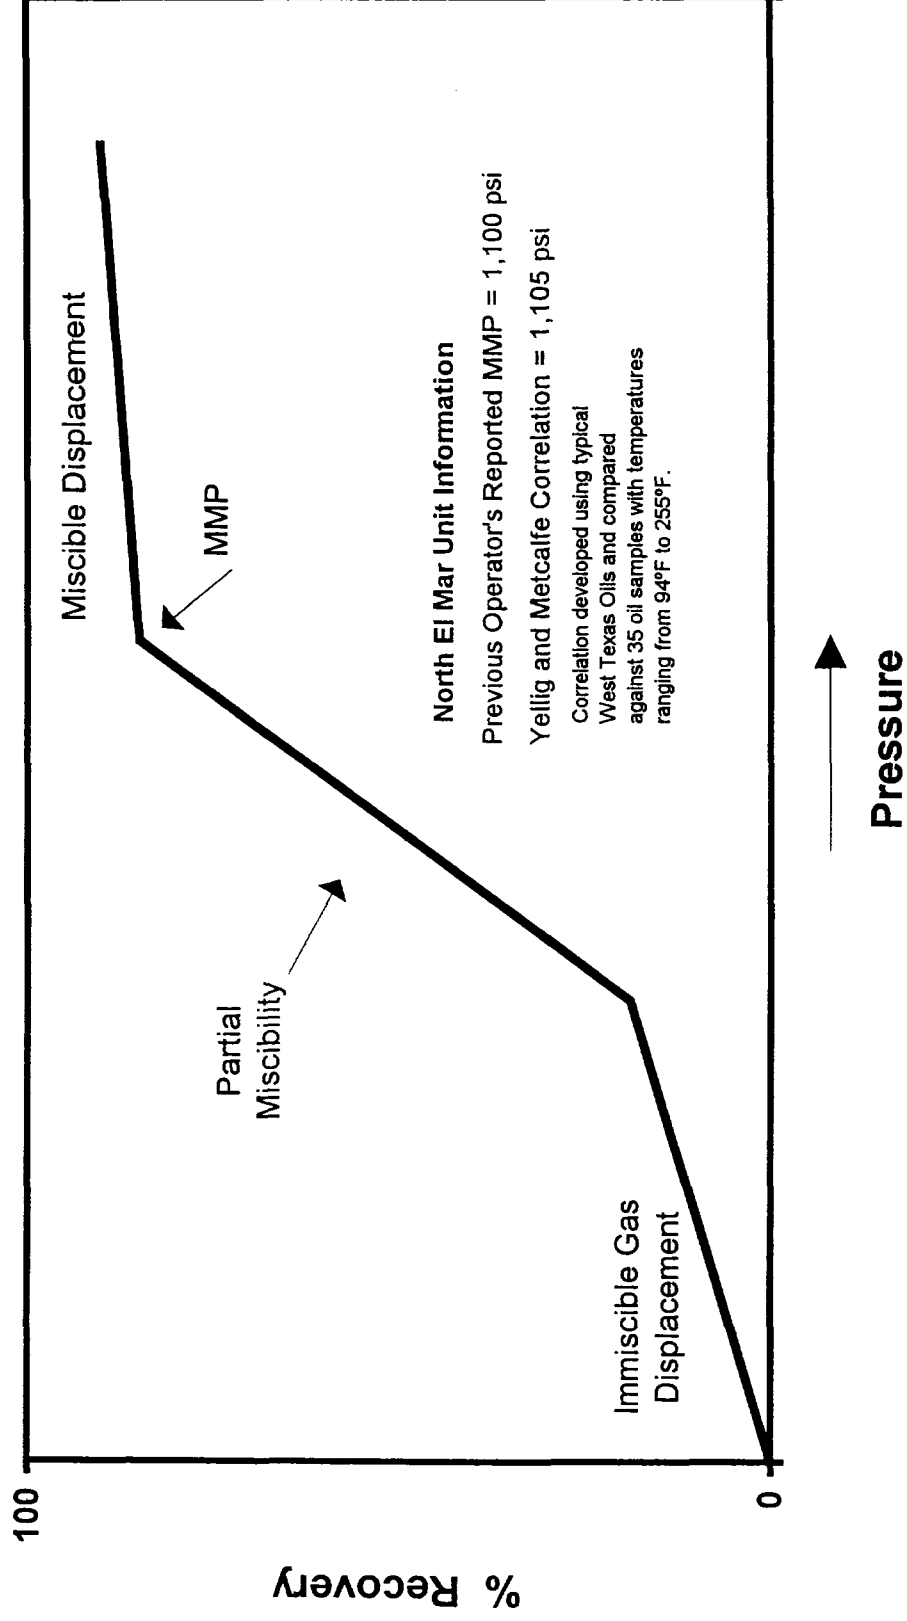 100
% Recovery
0
Miscible Displacement
MMP
Partial
Miscibility
Immiscible Gas
Displacement
North El Mar Unit Information
Previous Operator's Reported MMP = 1,100 psi
Yellig and Metcalfe Correlation = 1,105 psi
Correlation developed using typical
West Texas Oils and compared
against 35 oil samples with temperatures
ranging from 94ºF to 255ºF.
Pressure